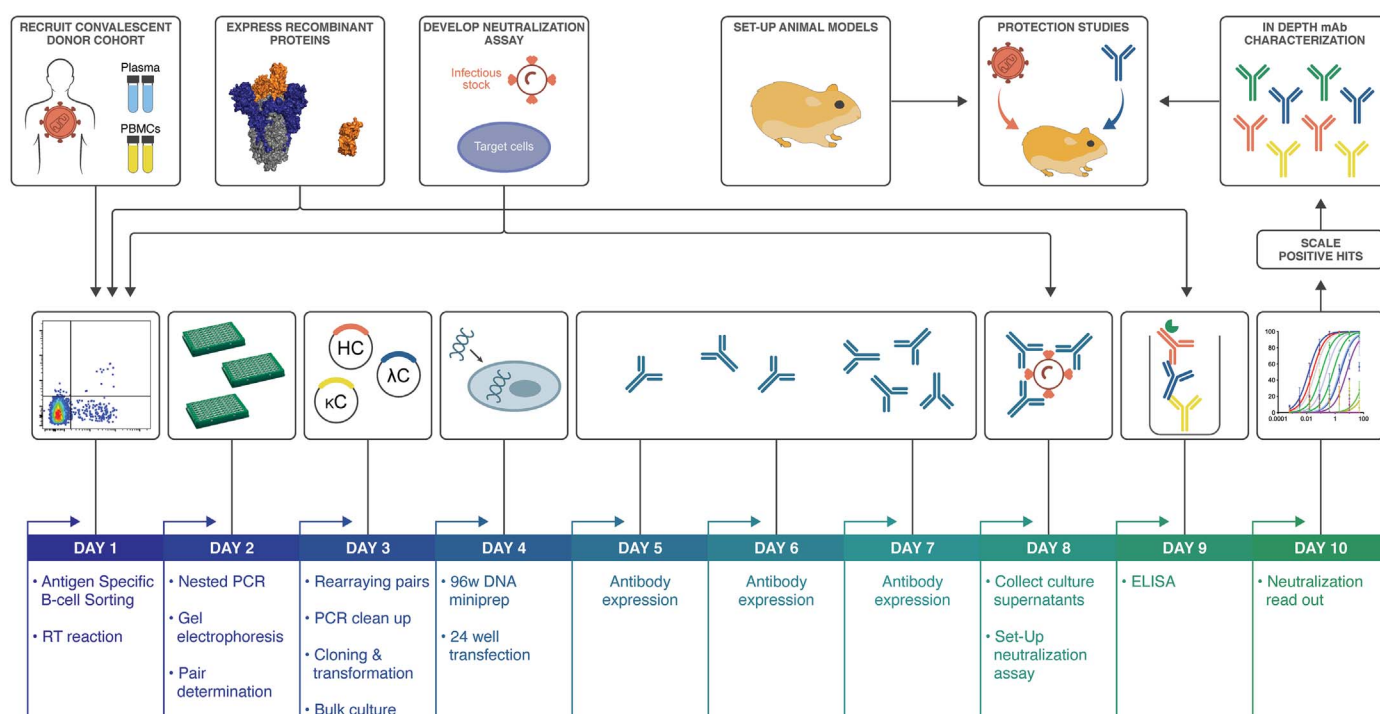 RECRUIT CONVALESCENT
DONOR COHORT
Plasma
PBMCs
EXPRESS RECOMBINANT
PROTEINS
DEVELOP NEUTRALIZATION
ASSAY
Infectious
stock
Target cells
SET-UP ANIMAL MODELS
PROTECTION STUDIES
IN DEPTH mAb
CHARACTERIZATION
SCALE
POSITIVE HITS
HC
λC
κC
100
80
60
40
20
0
0.0001
0.01
1
100
DAY 1
• Antigen Specific
B-cell Sorting
• RT reaction
DAY 2
• Nested PCR
• Gel
electrophoresis
• Pair
determination
DAY 3
• Rearraying pairs
• PCR clean up
• Cloning &
transformation
• Bulk culture
DAY 4
• 96w DNA
miniprep
• 24 well
transfection
DAY 5
Antibody
expression
DAY 6
Antibody
expression
DAY 7
Antibody
expression
DAY 8
• Collect culture
supernatants
• Set-Up
neutralization
assay
DAY 9
• ELISA
DAY 10
• Neutralization
read out